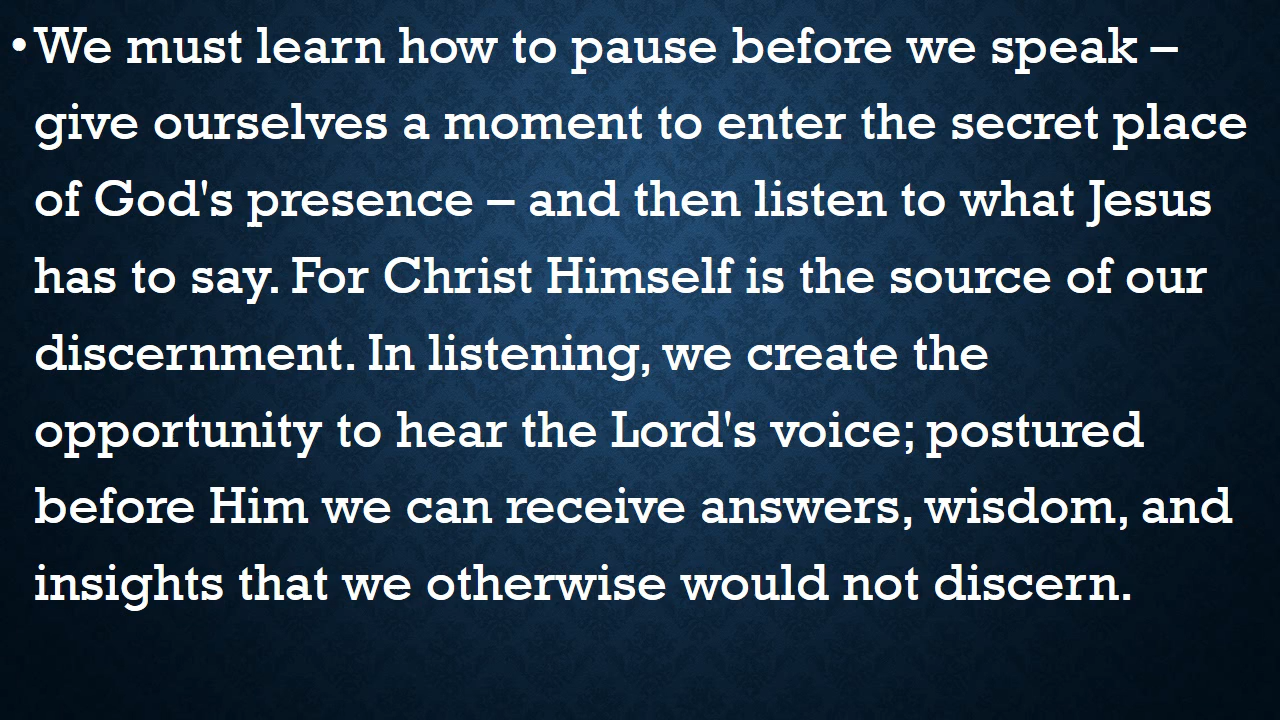 •We must learn how to pause before we speak –
give ourselves a moment to enter the secret place
of God's presence – and then listen to what Jesus
has to say. For Christ Himself is the source of our
discernment. In listening, we create the
opportunity to hear the Lord's voice; postured
before Him we can receive answers, wisdom, and
insights that we otherwise would not discern.